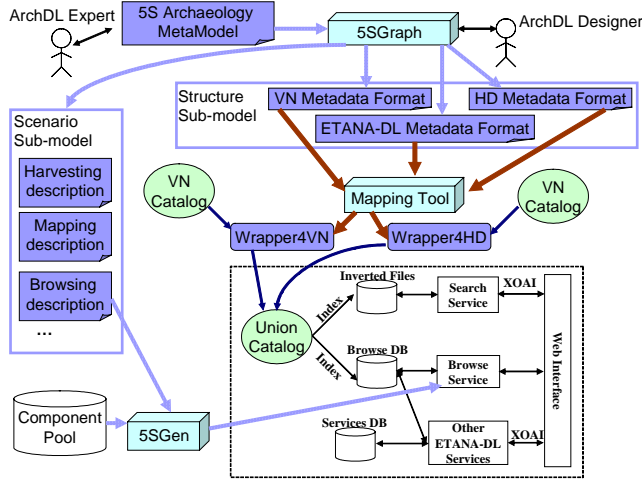 ArchDL Expert
5S Archaeology
MetaModel
5SGraph
ArchDL Designer
Structure
Sub-model
VN Metadata Format
HD Metadata Format
ETANA-DL Metadata Format
Scenario
Sub-model
Harvesting
description
Mapping
description
Browsing
description
...
VN
Catalog
Mapping Tool
VN
Catalog
Wrapper4VN
Wrapper4HD
Inverted Files
Index
Search
Service
XOAI
Union
Catalog
Index
Browse DB
Browse
Service
Web Interface
Services DB
Other
ETANA-DL
Services
XOAI
Component
Pool
5SGen